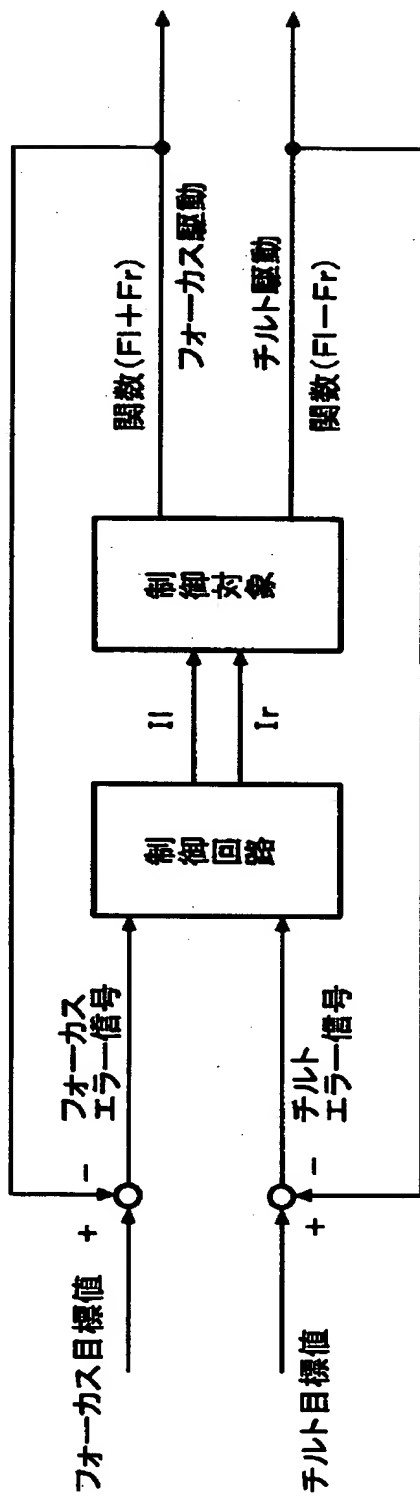 フォーカス目標値
+
-
フォーカス
エラー信号
チルト目標値
+
-
チルト
エラー信号
制御回路
Il
Ir
制御対象
関数(Fl+Fr)
フォーカス駆動
チルト駆動
関数(Fl-Fr)